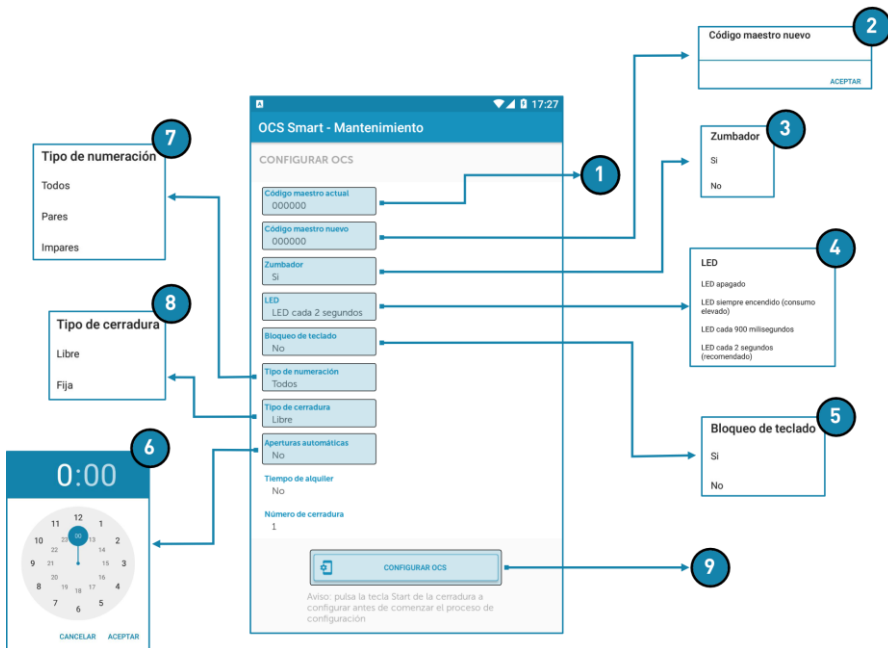 2
Código maestro nuevo
ACEPTAR
17:27
OCS Smart - Mantenimiento
CONFIGURAR OCS
7
Tipo de numeración
Todos
Pares
Impares
3
Zumbador
Si
No
1
Código maestro actual
000000
Código maestro nuevo
000000
Zumbador
Si
LED
LED cada 2 segundos
Bloqueo de teclado
No
Tipo de numeración
Todos
Tipo de cerradura
Libre
Aperturas automáticas
No
Tiempo de alquiler
No
Número de cerradura
1
4
LED
LED apagado
LED siempre encendido (consumo
elevado)
LED cada 900 milisegundos
LED cada 2 segundos
(recomendado)
8
Tipo de cerradura
Libre
Fija
5
Bloqueo de teclado
Si
No
6
0:00
12
11 1
00
10 23 13 2
22 14
9 21 15 3
20 16
8 19 18 17 4
7 5
6
CANCELAR ACEPTAR
CONFIGURAR OCS
9
Aviso: pulsa la tecla Start de la cerradura a
configurar antes de comenzar el proceso de
configuración